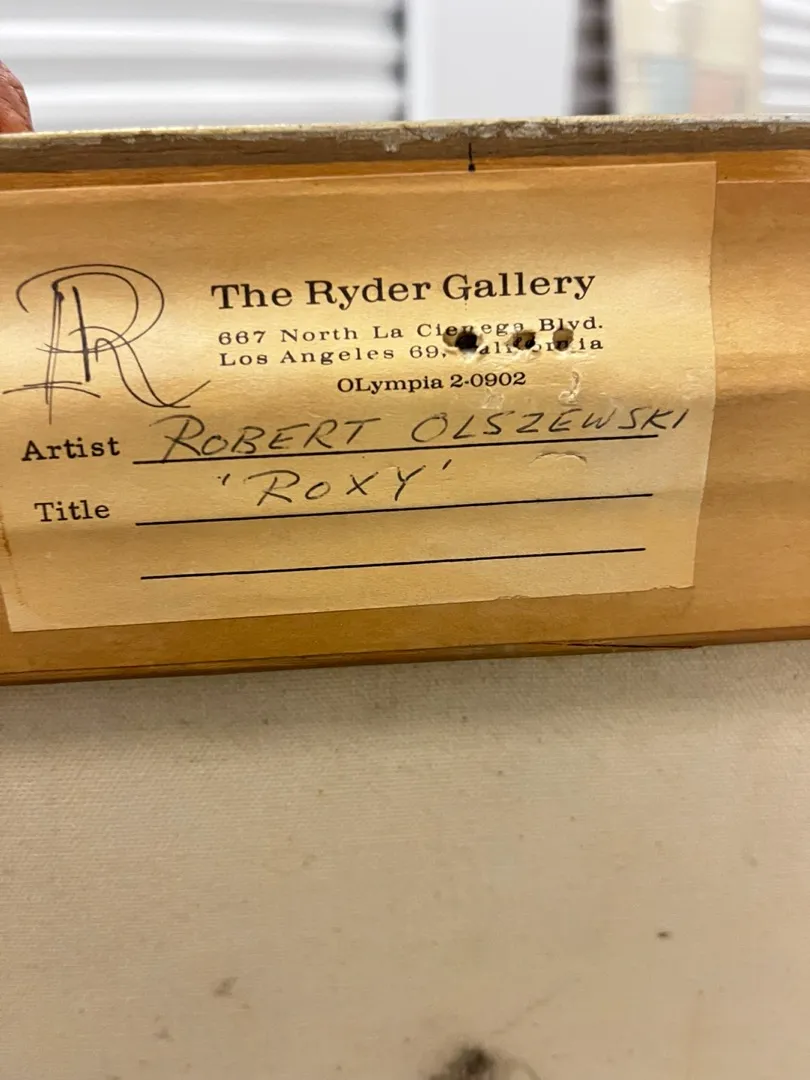 R
The Ryder Gallery
667 North La Cienega Blvd.
Los Angeles 69, California
OLympia 2-0902
Artist ROBERT OLSZEWSKI
Title 'ROXY'